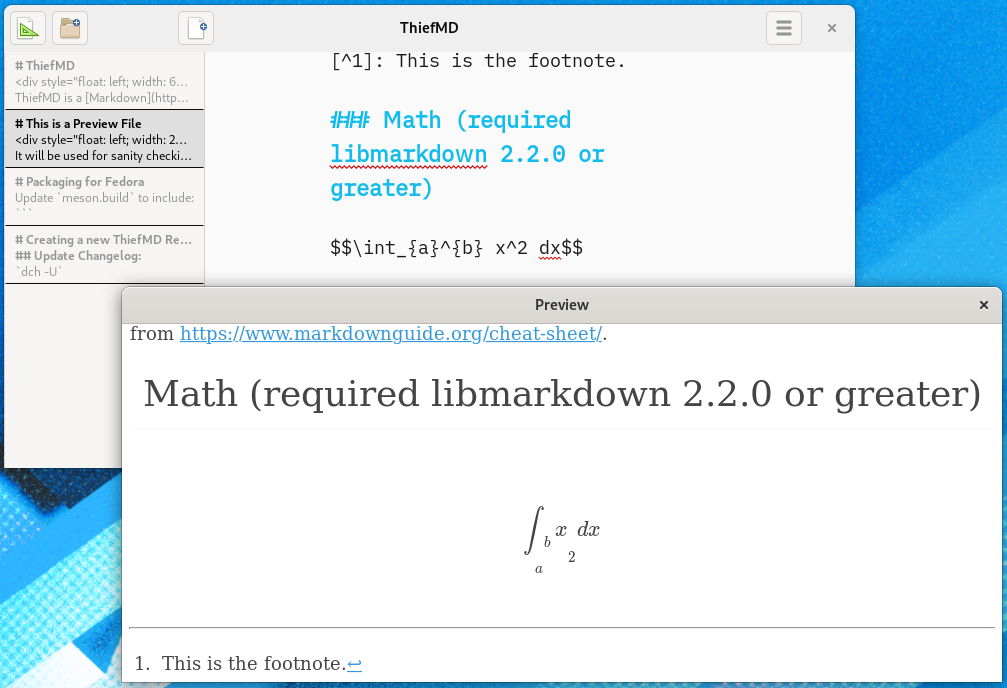 ThiefMD
# ThiefMD
<div style="float: left; width: 6...
ThiefMD is a [Markdown](http...
# This is a Preview File
<div style="float: left; width: 2...
It will be used for sanity checki...
# Packaging for Fedora
Update `meson.build` to include:
```
# Creating a new ThiefMD Re...
## Update Changelog:
`dch -U`
[^1]: This is the footnote.
### Math (required
libmarkdown 2.2.0 or
greater)
$$\int_{a}^{b} x^2 dx$$
Preview
from https://www.markdownguide.org/cheat-sheet/.
Math (required libmarkdown 2.2.0 or greater)
∫ b x dx
a 2
1. This is the footnote.↩